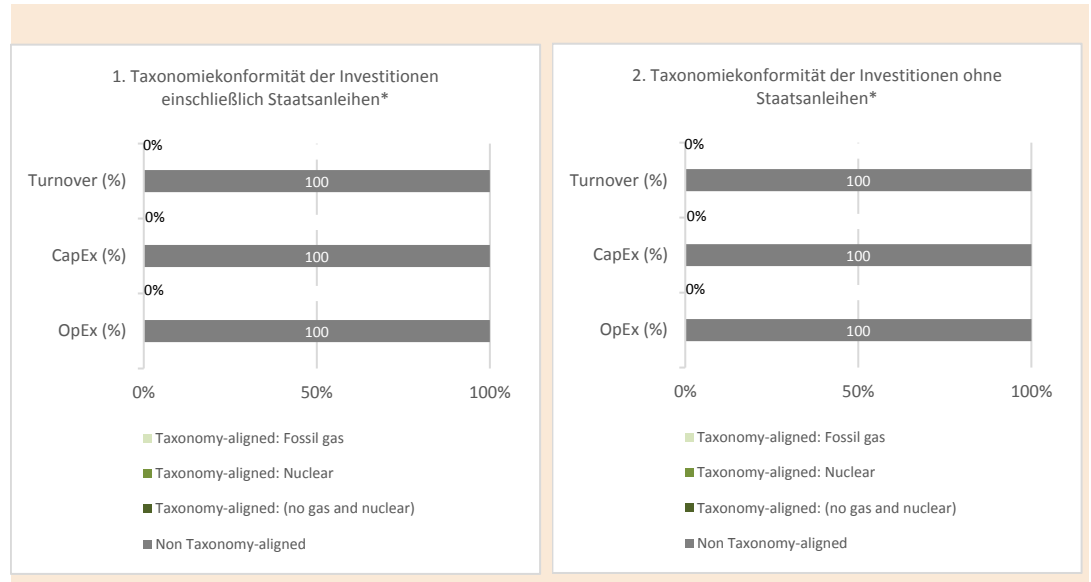 1. Taxonomiekonformität der Investitionen
einschließlich Staatsanleihen*
0%
Turnover (%)
100
0%
CapEx (%)
100
0%
OpEx (%)
100
0%
50%
100%
Taxonomy-aligned: Fossil gas
Taxonomy-aligned: Nuclear
Taxonomy-aligned: (no gas and nuclear)
Non Taxonomy-aligned
2. Taxonomiekonformität der Investitionen ohne
Staatsanleihen*
0%
Turnover (%)
100
0%
CapEx (%)
100
0%
OpEx (%)
100
0%
50%
100%
Taxonomy-aligned: Fossil gas
Taxonomy-aligned: Nuclear
Taxonomy-aligned: (no gas and nuclear)
Non Taxonomy-aligned